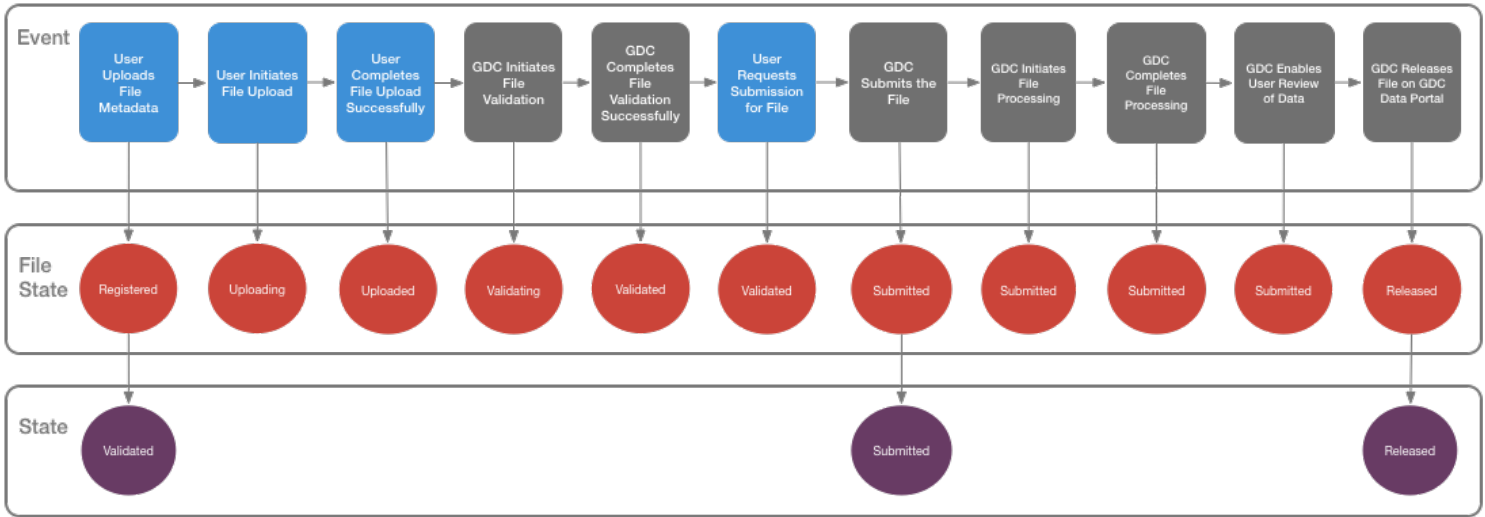 Event
User
Uploads
File
Metadata
User Initiates
File Upload
User
Completes
File Upload
Successfully
GDC Initiates
File
Validation
GDC
Completes
File
Validation
Successfully
User
Requests
Submission
for File
GDC
Submits the
File
GDC Initiates
File
Processing
GDC
Completes
File
Processing
GDC Enables
User Review
of Data
GDC Releases
File on GDC
Data Portal
File
State
Registered
Uploading
Uploaded
Validating
Validated
Validated
Submitted
Submitted
Submitted
Submitted
Released
State
Validated
Submitted
Released